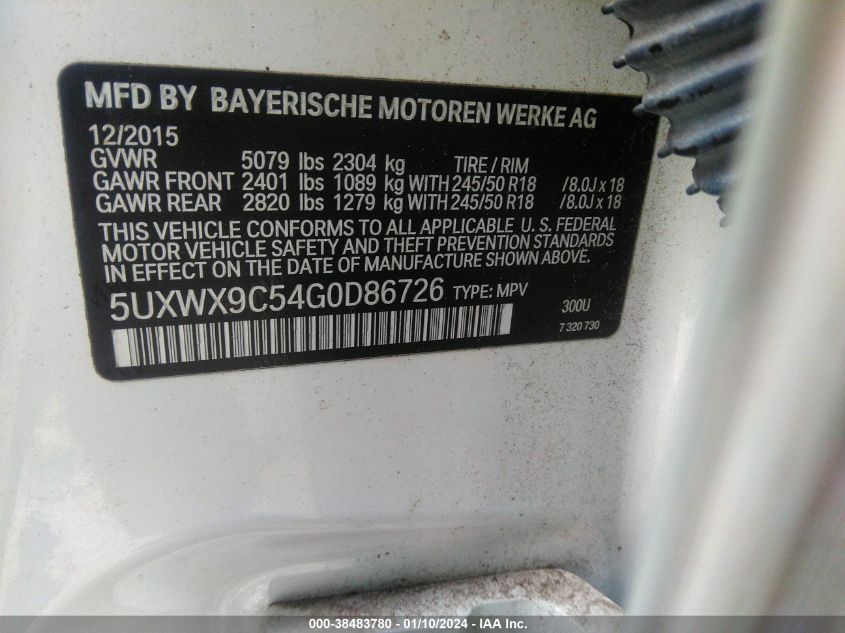 MFD BY BAYERISCHE MOTOREN WERKE AG
12/2015
GVWR 5079 lbs 2304 kg TIRE / RIM
GAWR FRONT 2401 lbs 1089 kg WITH 245/50 R18 /8.0J x 18
GAWR REAR 2820 lbs 1279 kg WITH 245/50 R18 /8.0J x 18
THIS VEHICLE CONFORMS TO ALL APPLICABLE U. S. FEDERAL
MOTOR VEHICLE SAFETY AND THEFT PREVENTION STANDARDS
IN EFFECT ON THE DATE OF MANUFACTURE SHOWN ABOVE.
5UXWX9C54G0D86726 TYPE: MPV 300U
7 320 730
000-38483780 - 01/10/2024 - IAA Inc.